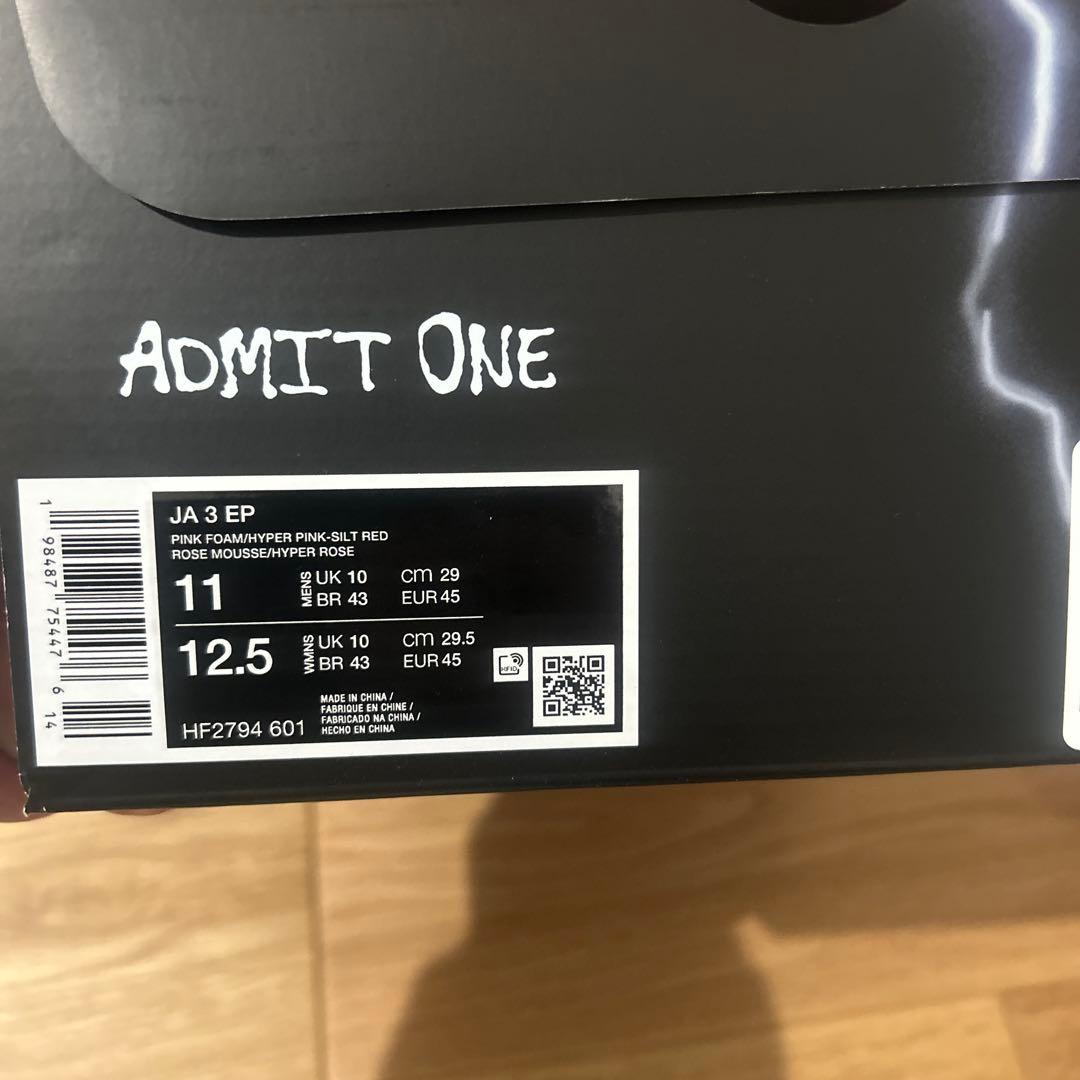 ADMIT ONE
JA 3 EP
PINK FOAM/HYPER PINK-SILT RED
ROSE MOUSSE/HYPER ROSE
11 MENS UK 10 CM 29
BR 43 EUR 45
12.5 WMNS UK 10 CM 29.5
BR 43 EUR 45
RFID
MADE IN CHINA /
FABRIQUE EN CHINE /
FABRICADO NA CHINA /
HECHO EN CHINA
HF2794 601
1 98487 75447 6 14